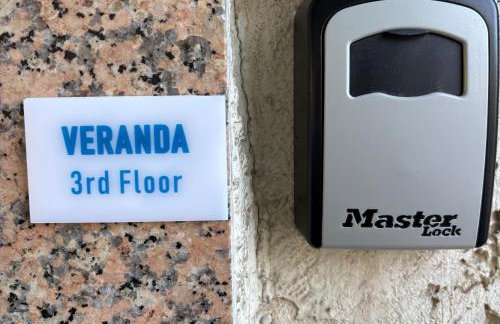 VERANDA
3rd Floor
Master
Lock